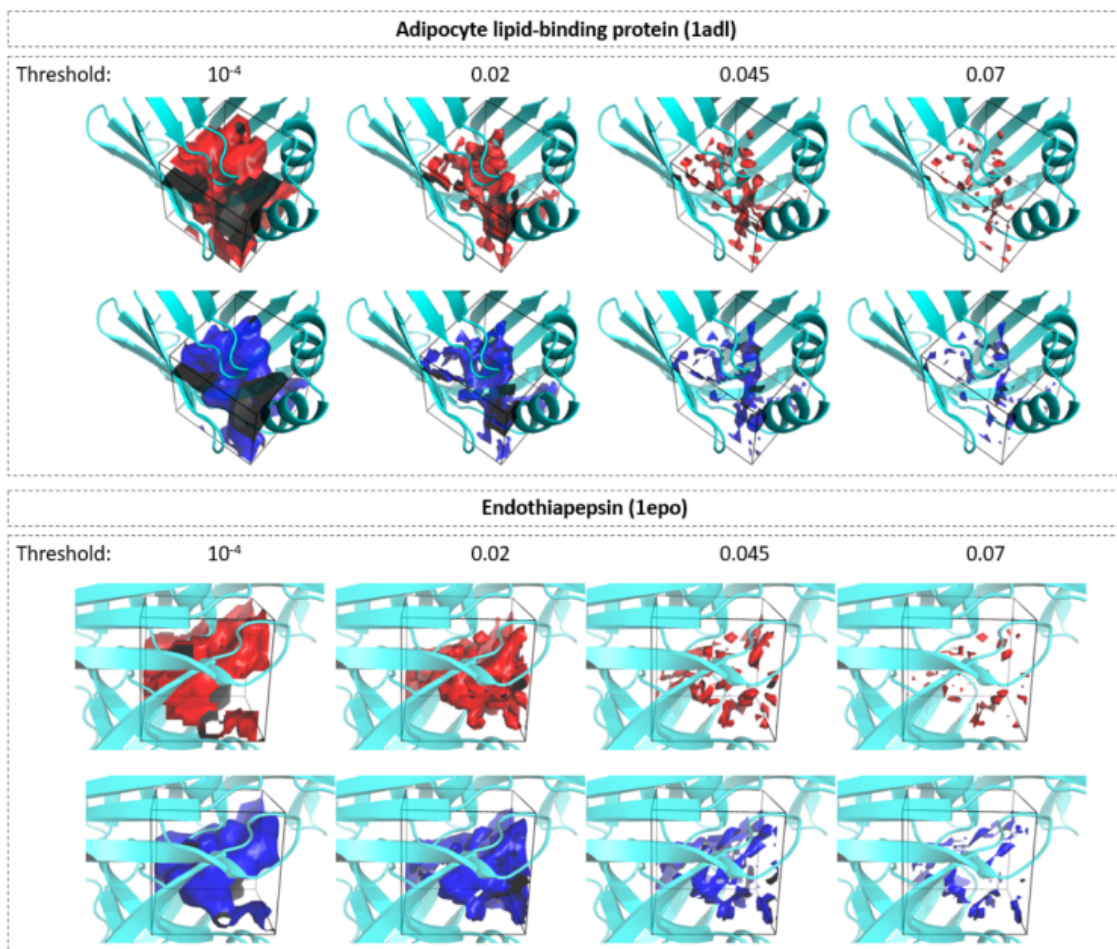 Adipocyte lipid-binding protein (1adl)
Threshold: 10⁻⁴ 0.02 0.045 0.07
Endothiapepsin (1epo)
Threshold: 10⁻⁴ 0.02 0.045 0.07